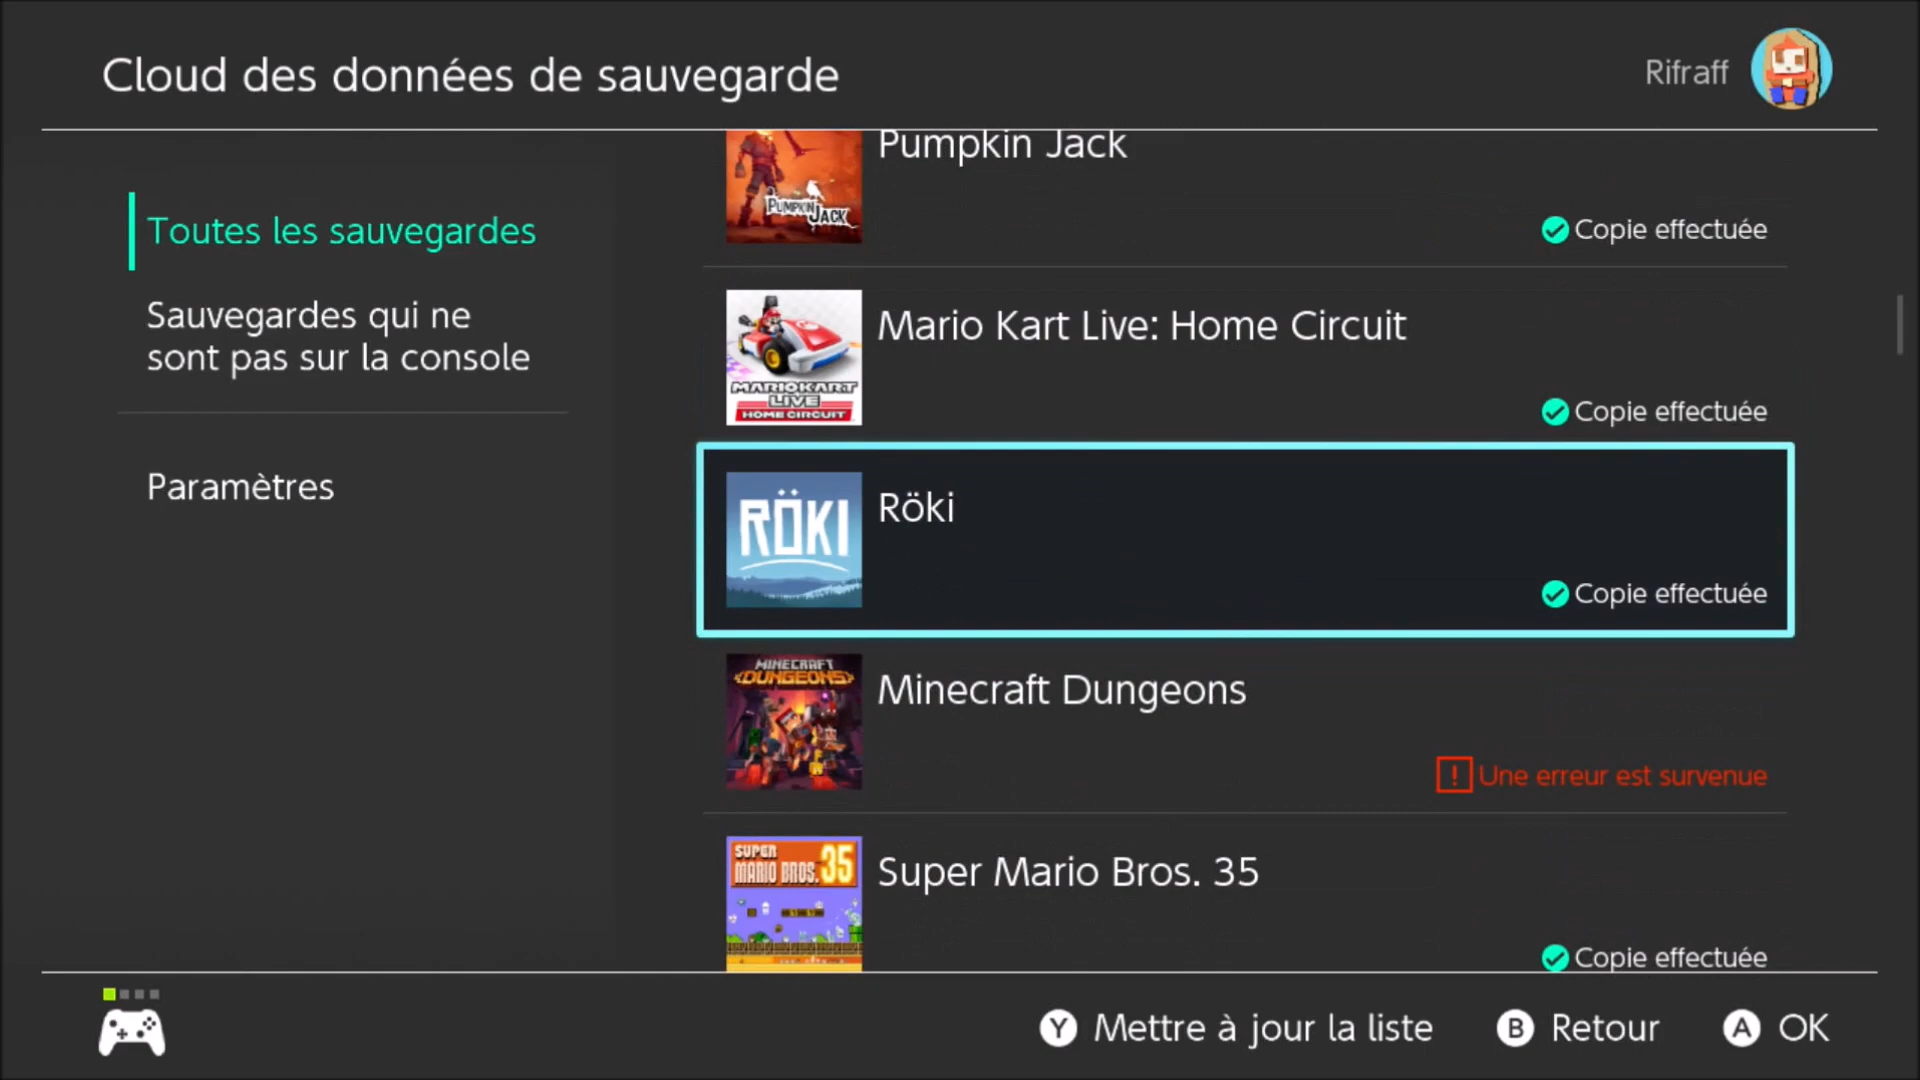 Cloud des données de sauvegarde
Rifraff
Toutes les sauvegardes
Sauvegardes qui ne
sont pas sur la console
Paramètres
Pumpkin Jack
PUMPKIN JACK
Copie effectuée
Mario Kart Live: Home Circuit
MARIOKART
LIVE
HOME CIRCUIT
Copie effectuée
RÖKI
Röki
Copie effectuée
MINECRAFT
DUNGEONS
Minecraft Dungeons
! Une erreur est survenue
SUPER
MARIO BROS. 35
Super Mario Bros. 35
Copie effectuée
Y Mettre à jour la liste
B Retour
A OK